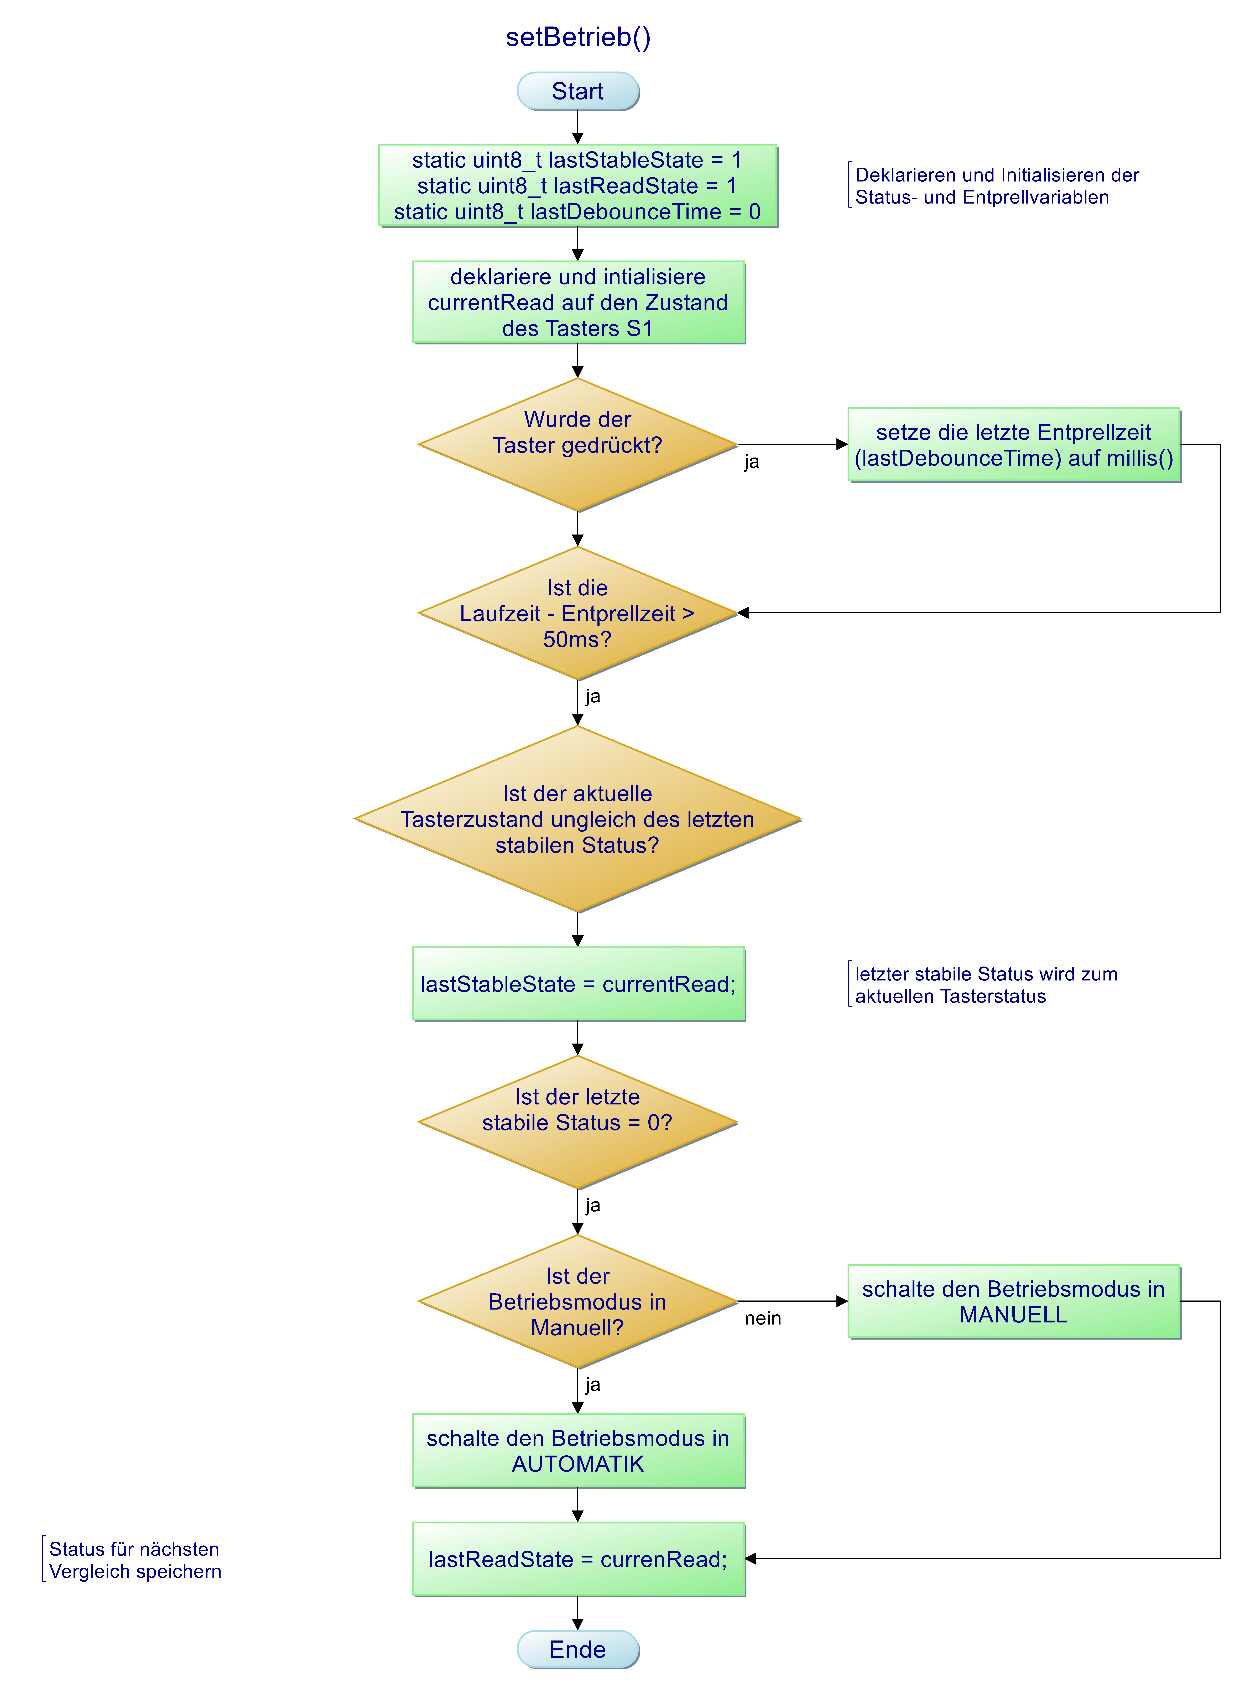 setBetrieb()
Start
static uint8_t lastStableState = 1
static uint8_t lastReadState = 1
static uint8_t lastDebounceTime = 0
Deklarieren und Initialisieren der
Status- und Entprellvariablen
deklariere und intialisiere
currentRead auf den Zustand
des Tasters S1
Wurde der
Taster gedrückt?
ja
setze die letzte Entprellzeit
(lastDebounceTime) auf millis()
Ist die
Laufzeit - Entprellzeit >
50ms?
ja
Ist der aktuelle
Tasterzustand ungleich des letzten
stabilen Status?
lastStableState = currentRead;
letzter stabile Status wird zum
aktuellen Tasterstatus
Ist der letzte
stabile Status = 0?
ja
Ist der
Betriebsmodus in
Manuell?
nein
schalte den Betriebsmodus in
MANUELL
ja
schalte den Betriebsmodus in
AUTOMATIK
Status für nächsten
Vergleich speichern
lastReadState = currenRead;
Ende